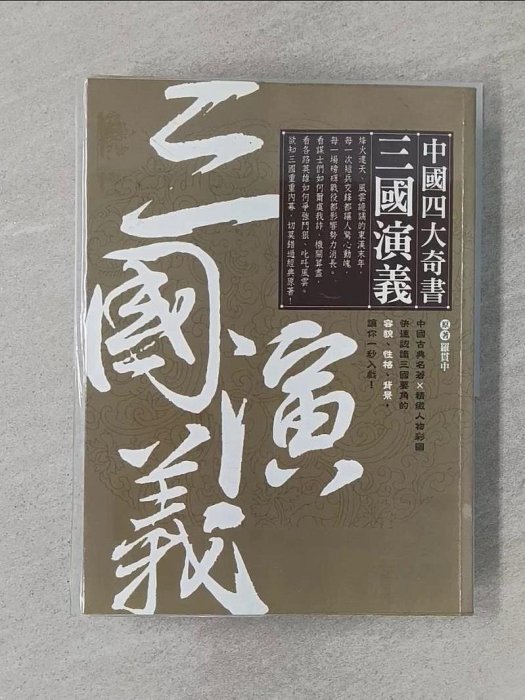 三國演義
中國四大奇書
三國演義
原著 羅貫中
烽火連天、風雲詭譎的東漢末年,
每一次短兵交鋒都讓人驚心動魄,
每一場磅礡戰役都影響勢力消長。
看謀士們如何爾虞我詐、機關算盡,
看各路英雄如何爭強鬥狠、叱吒風雲。
欲知三國重重內幕,切莫錯過經典原著!
中國古典名著×精緻人物彩圖
快速認識三國要角的
容貌、性格、背景,
讓你一秒入戲!